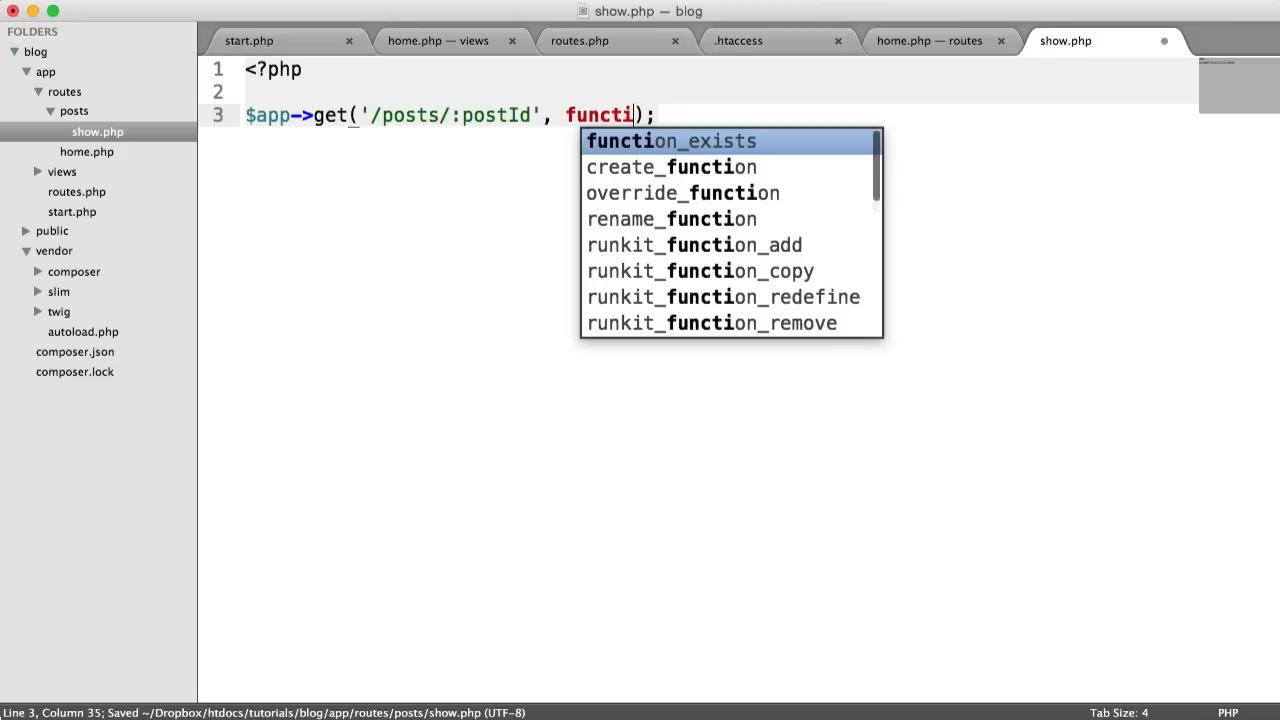 show.php — blog
FOLDERS
blog
app
routes
posts
show.php
home.php
views
routes.php
start.php
public
vendor
composer
slim
twig
autoload.php
composer.json
composer.lock
start.php ×
home.php — views ×
routes.php ×
.htaccess ×
home.php — routes ×
show.php
1 <?php
2
3 $app->get('/posts/:postId', functi);
function_exists
create_function
override_function
rename_function
runkit_function_add
runkit_function_copy
runkit_function_redefine
runkit_function_remove
Line 3, Column 35; Saved ~/Dropbox/htdocs/tutorials/blog/app/routes/posts/show.php (UTF-8)
Tab Size: 4
PHP